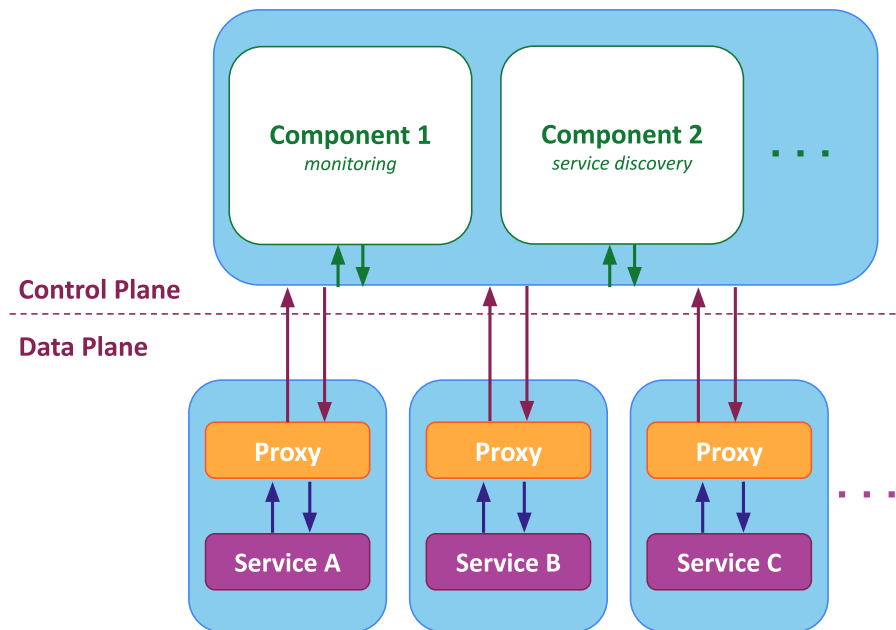 Component 1
monitoring
Component 2
service discovery
. . .
Control Plane
Data Plane
Proxy
Proxy
Proxy
. . .
Service A
Service B
Service C